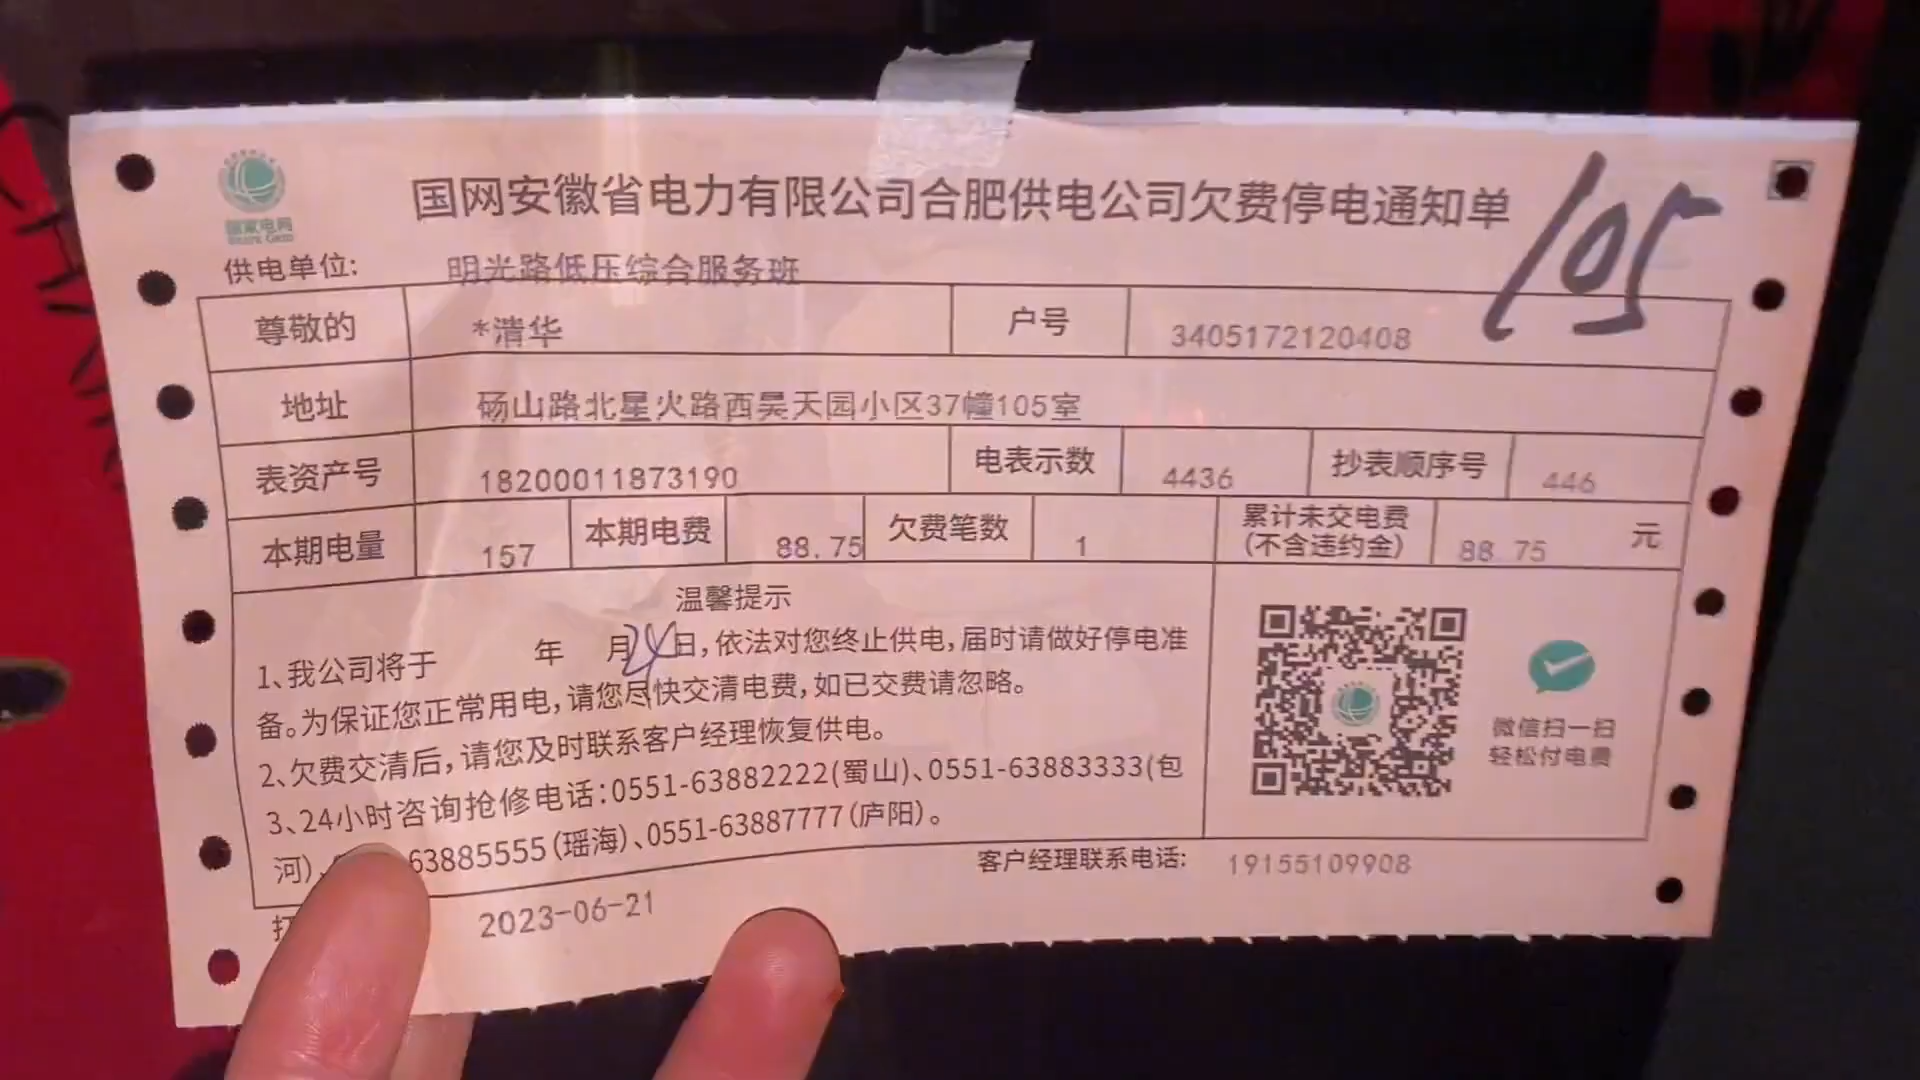 国家电网
STATE GRID
国网安徽省电力有限公司合肥供电公司欠费停电通知单
105
供电单位: 明光路低压综合服务班
尊敬的 *清华 户号 3405172120408
地址 砀山路北星火路西昊天园小区37幢105室
表资产号 18200011873190 电表示数 4436 抄表顺序号 446
本期电量 157 本期电费 88.75 欠费笔数 1 累计未交电费(不含违约金) 88.75 元
温馨提示
1、我公司将于 年 月24日,依法对您终止供电,届时请做好停电准
备。为保证您正常用电,请您尽快交清电费,如已交费请忽略。
2、欠费交清后,请您及时联系客户经理恢复供电。
3、24小时咨询抢修电话:0551-63882222(蜀山)、0551-63883333(包
河)、 63885555(瑶海)、0551-63887777(庐阳)。
微信扫一扫
轻松付电费
客户经理联系电话: 19155109908
2023-06-21